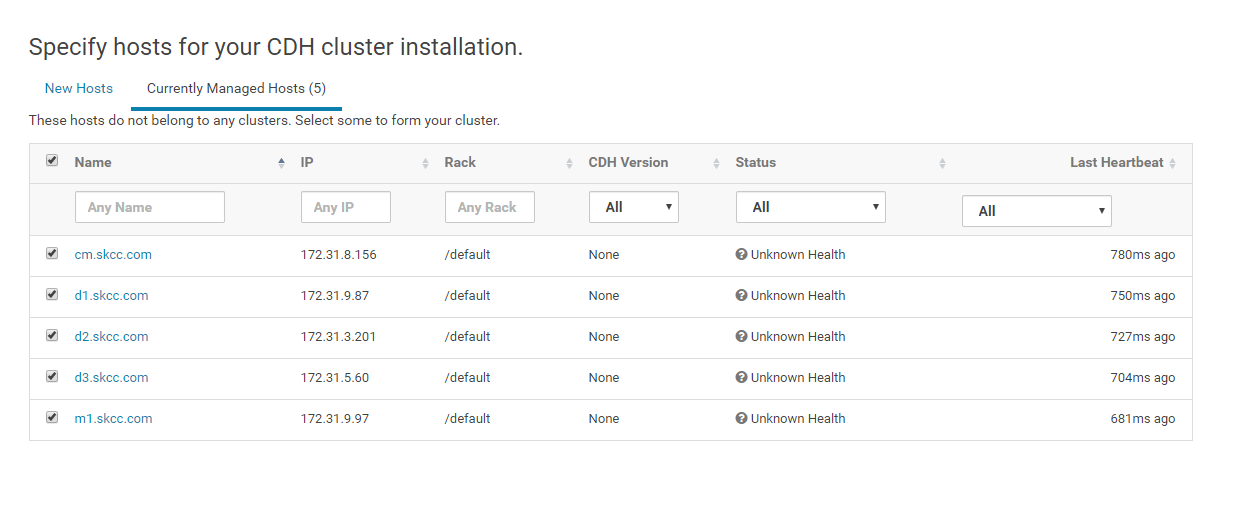 Specify hosts for your CDH cluster installation.
New Hosts Currently Managed Hosts (5)
These hosts do not belong to any clusters. Select some to form your cluster.
Name IP Rack CDH Version Status Last Heartbeat
Any Name Any IP Any Rack All All All
cm.skcc.com 172.31.8.156 /default None Unknown Health 780ms ago
d1.skcc.com 172.31.9.87 /default None Unknown Health 750ms ago
d2.skcc.com 172.31.3.201 /default None Unknown Health 727ms ago
d3.skcc.com 172.31.5.60 /default None Unknown Health 704ms ago
m1.skcc.com 172.31.9.97 /default None Unknown Health 681ms ago